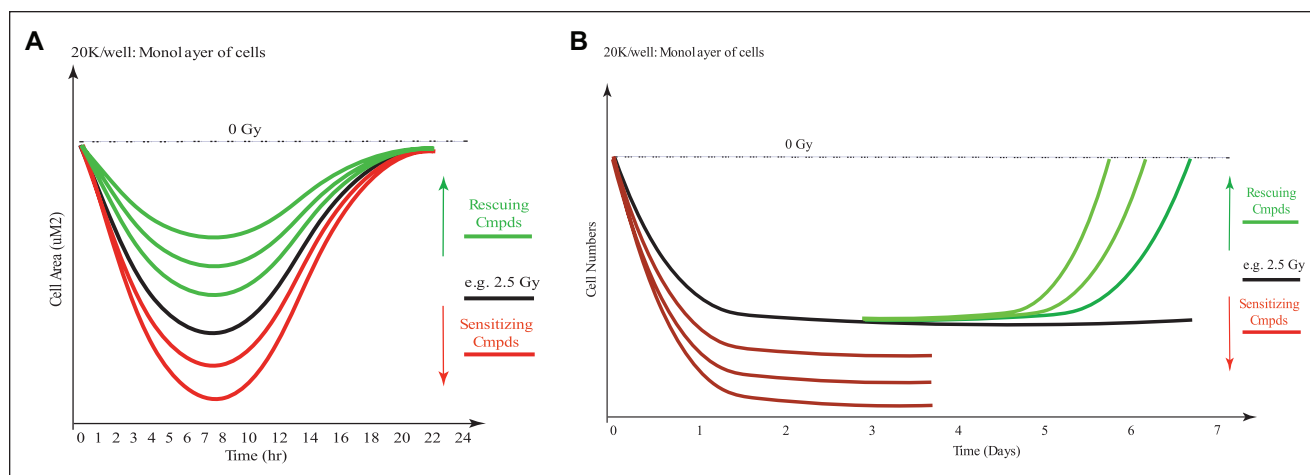 A
20K/well: Monolayer of cells
0 Gy
Cell Area (uM2)
Rescuing
Cmpds
e.g. 2.5 Gy
Sensitizing
Cmpds
0 1 2 3 4 5 6 7 8 10 12 14 16 18 20 22 24
Time (hr)
B
20K/well: Monolayer of cells
0 Gy
Cell Numbers
Rescuing
Cmpds
e.g. 2.5 Gy
Sensitizing
Cmpds
0 1 2 3 4 5 6 7
Time (Days)